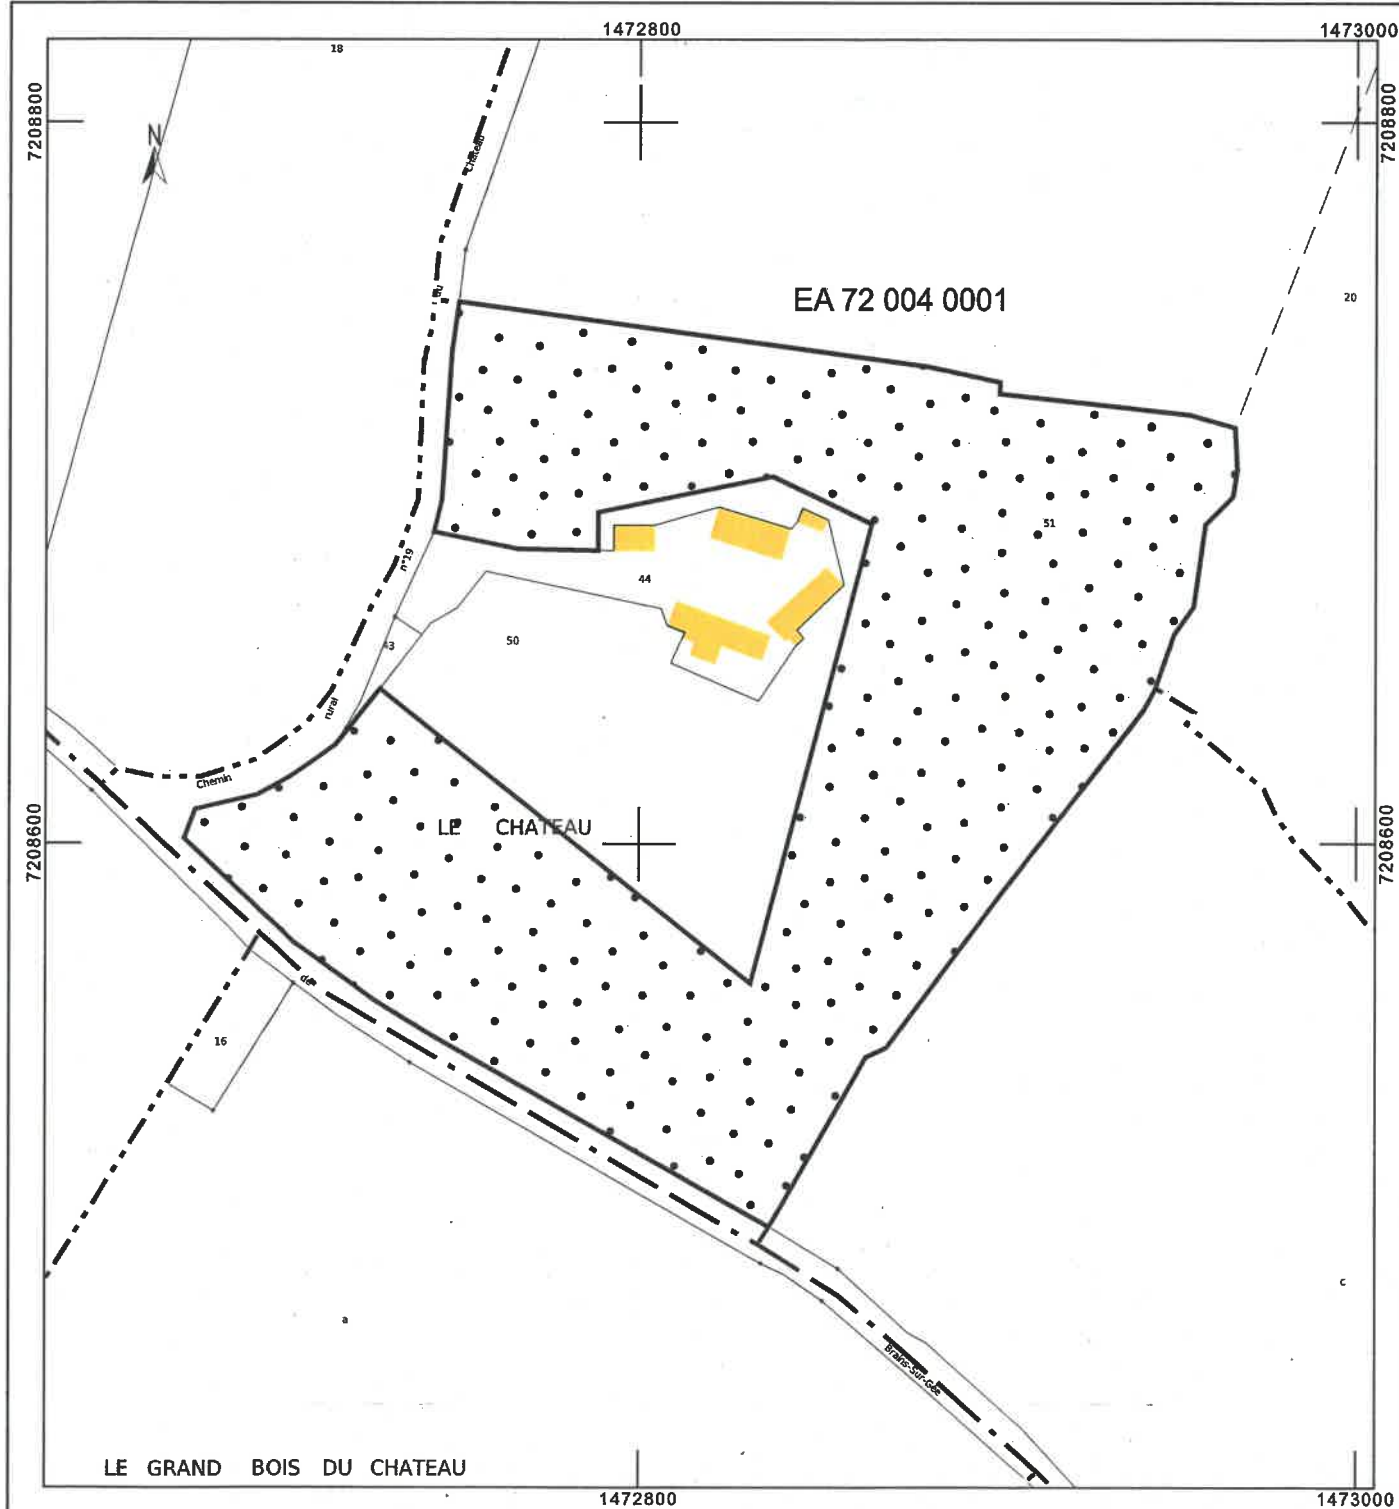 1472800
1473000
18
7208800
7208800
N
Chateau
du
EA 72 004 0001
20
51
n°19
44
43
50
rural
Chemin
LE CHATEAU
7208600
7208600
de
16
c
a
Brains-Sur-Gée
LE GRAND BOIS DU CHATEAU
1472800
1473000